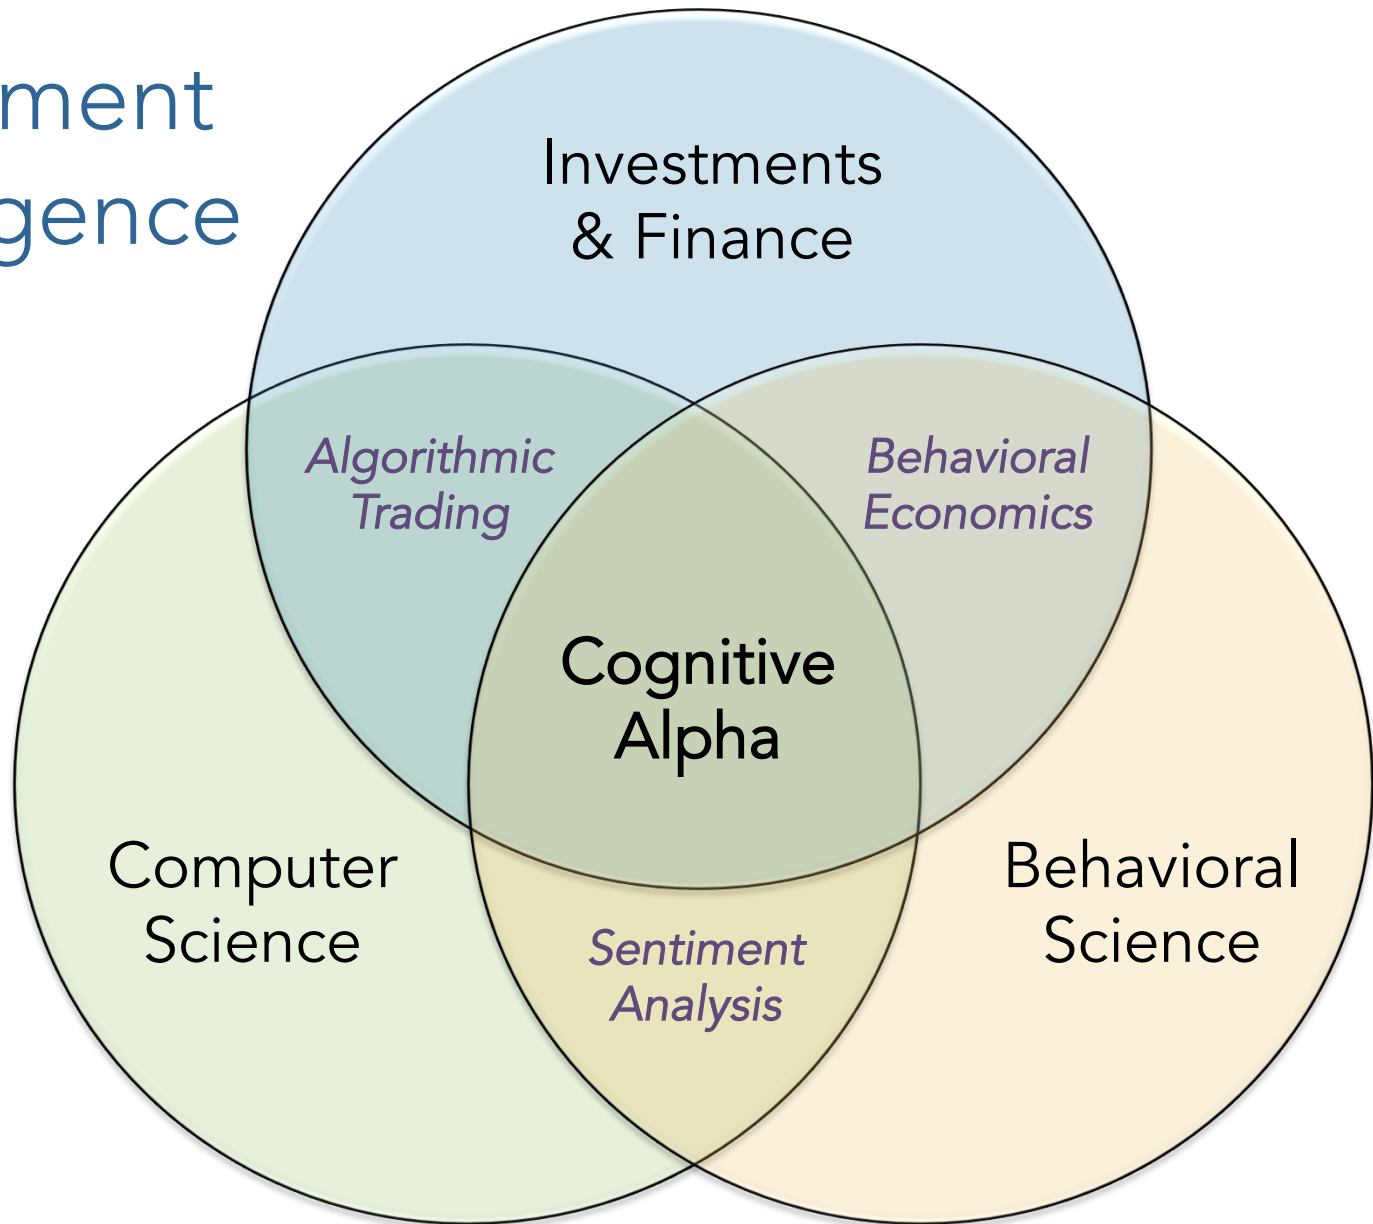 ment
gence
Investments
& Finance
Algorithmic
Trading
Behavioral
Economics
Cognitive
Alpha
Computer
Science
Behavioral
Science
Sentiment
Analysis